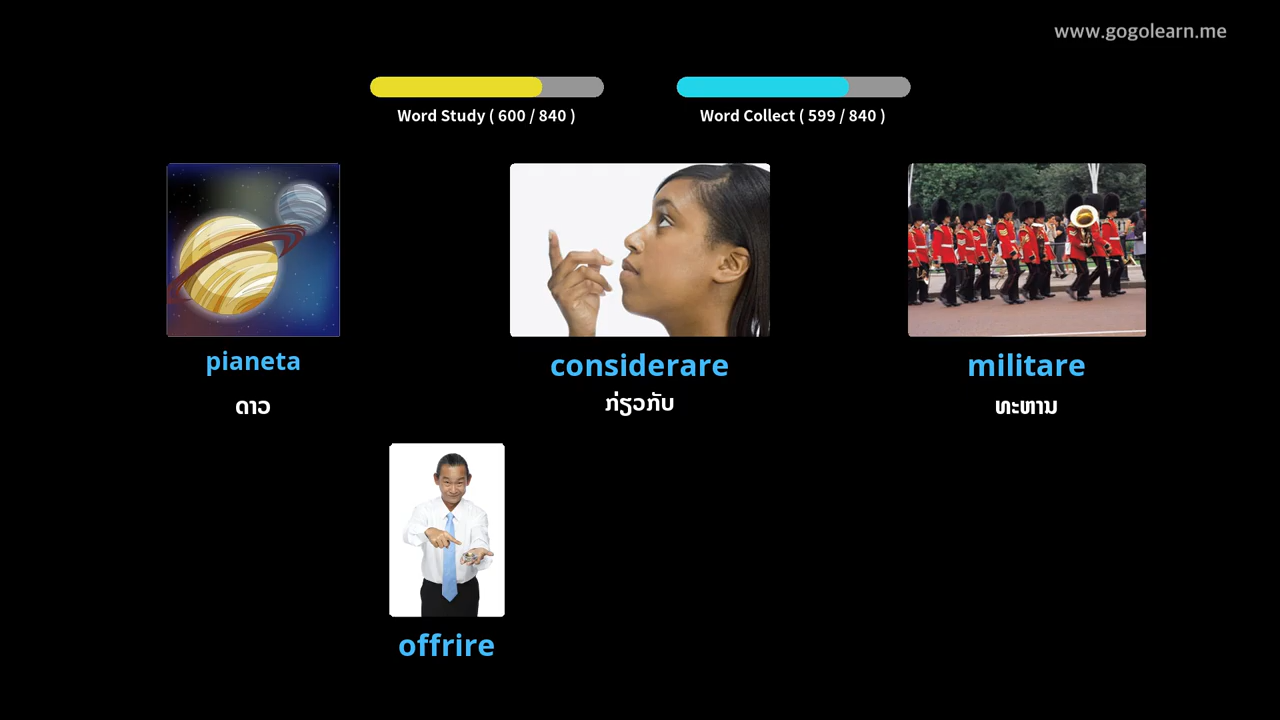 www.gogolearn.me
Word Study ( 600 / 840 )
Word Collect ( 599 / 840 )
pianeta
considerare
militare
ດາວ
ກ່ຽວກັບ
ທະຫານ
offrire